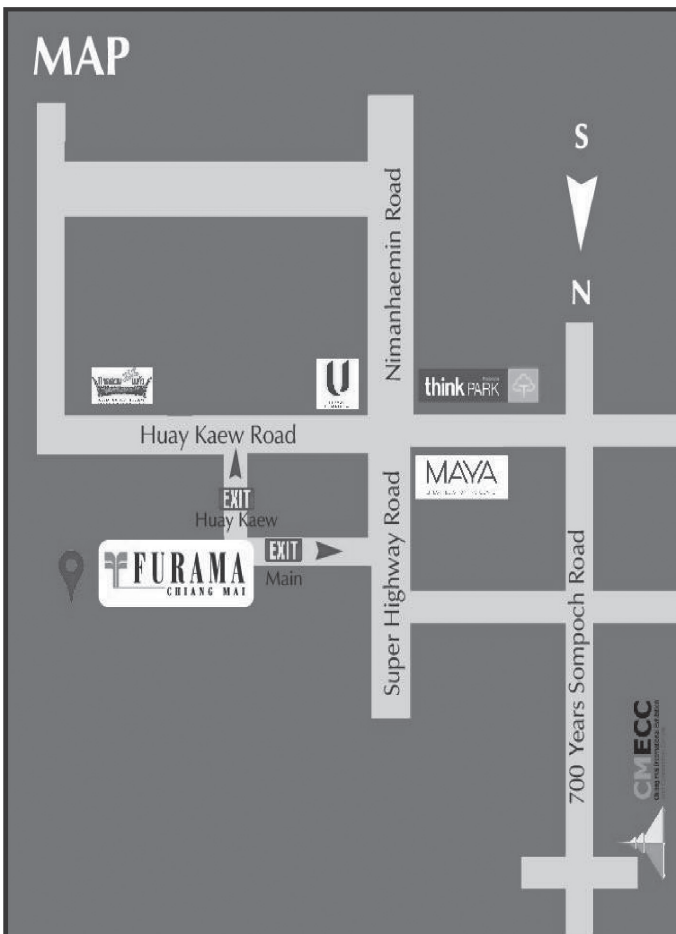 MAP
S
N
Nimanhaemin Road
U
think PARK
Huay Kaew Road
MAYA
EXIT
Huay Kaew
EXIT
Main
FURAMA
CHIANG MAI
Super Highway Road
700 Years Sompoch Road
CMECC